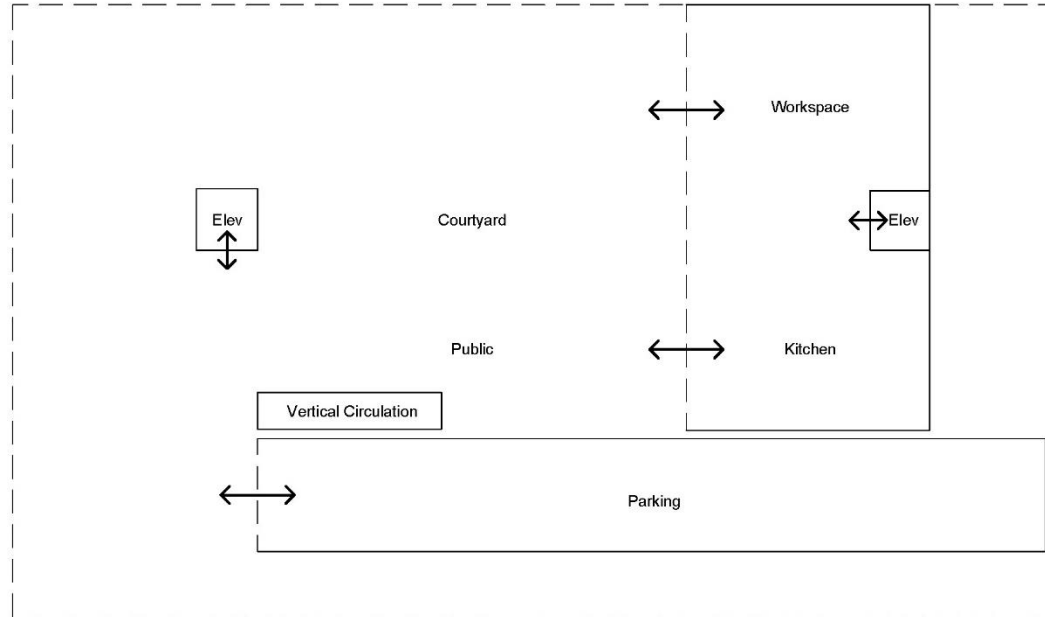 Workspace
Elev
Courtyard
Elev
Public
Kitchen
Vertical Circulation
Parking